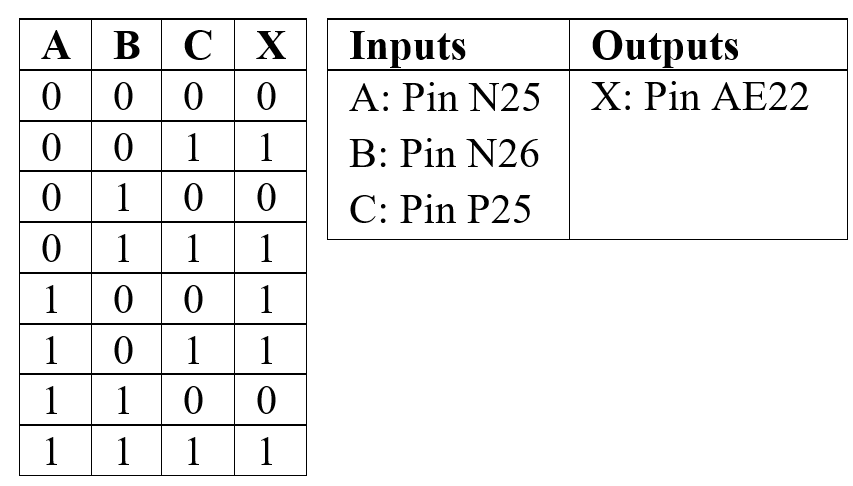 A B C X
0 0 0 0
0 0 1 1
0 1 0 0
0 1 1 1
1 0 0 1
1 0 1 1
1 1 0 0
1 1 1 1
Inputs Outputs
A: Pin N25 X: Pin AE22
B: Pin N26
C: Pin P25